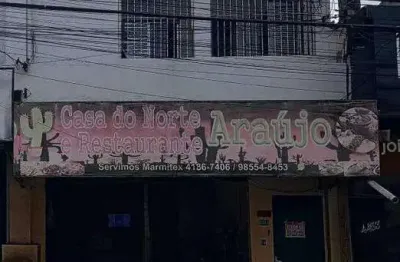 Casa do Norte
e Restaurante
Araújo
Servimos Marmitex 4186-7406 / 98554-8453